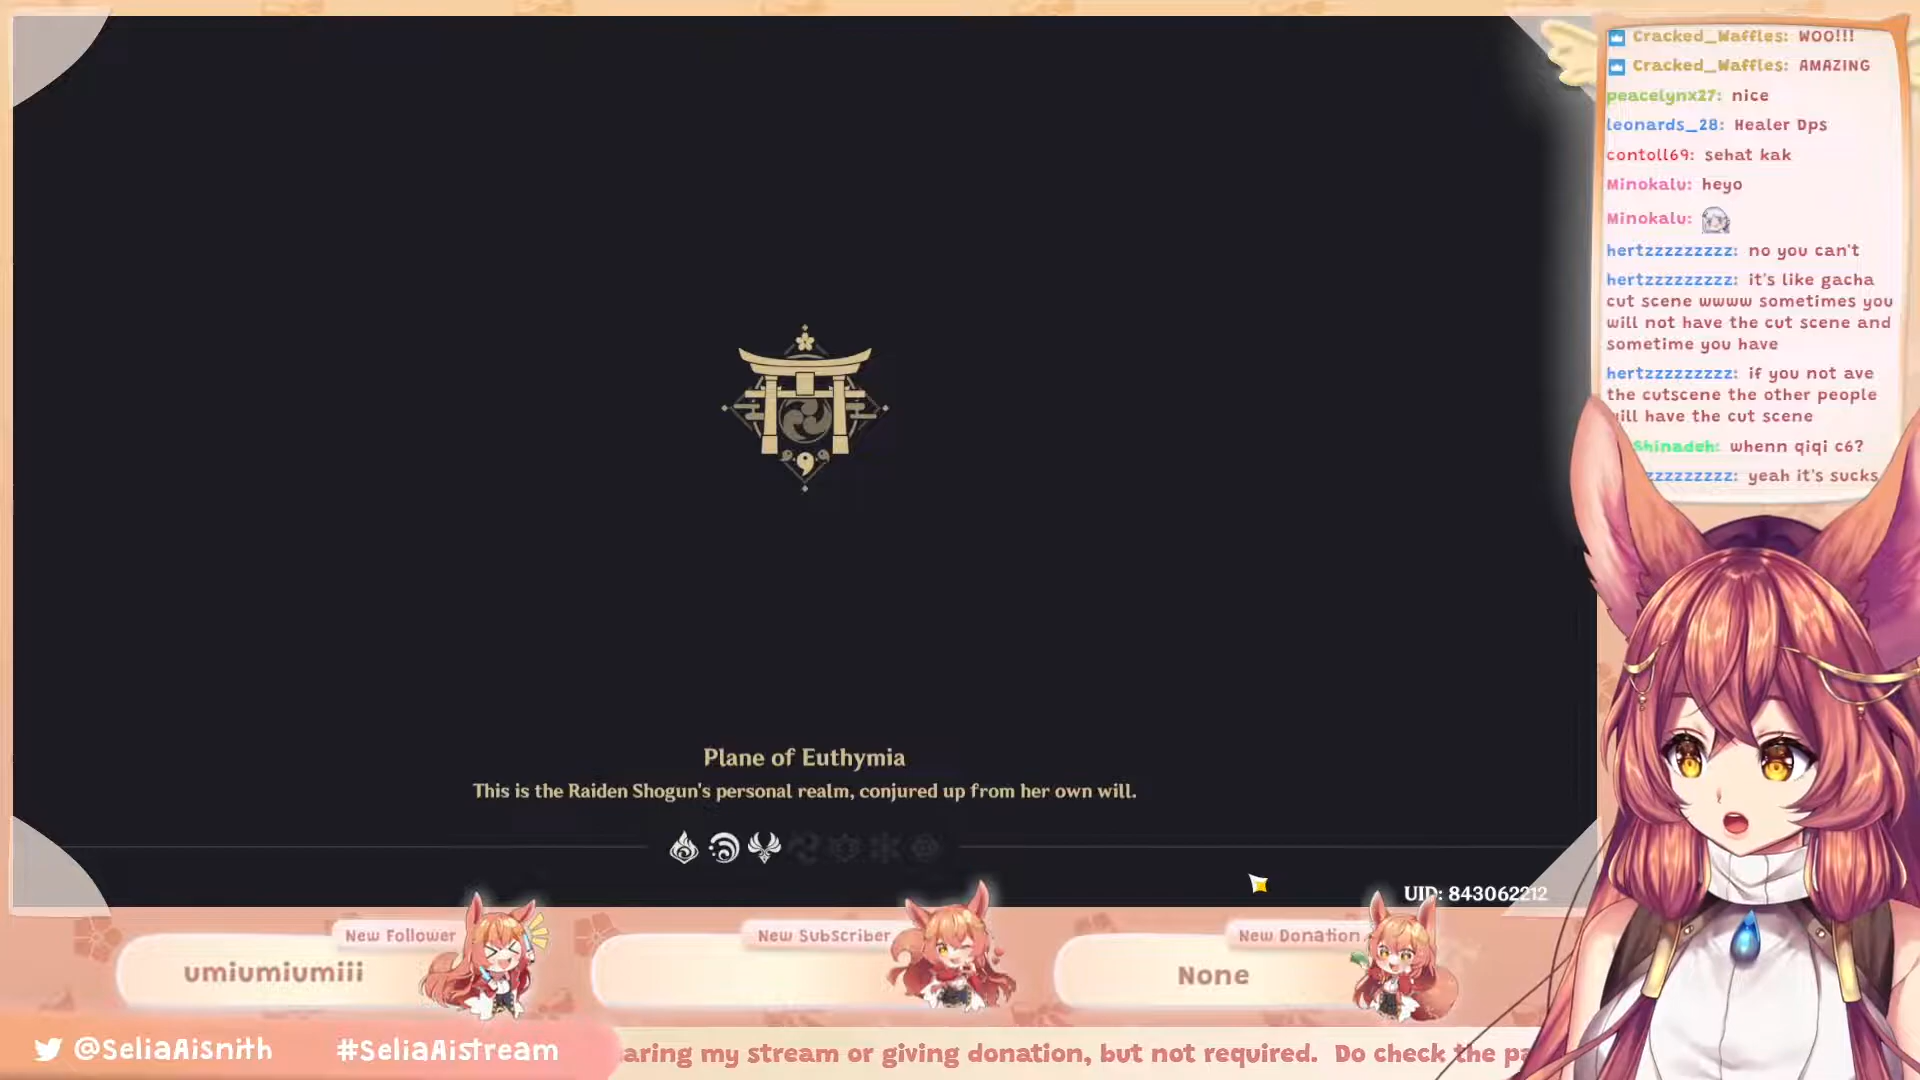 Cracked_Waffles: WOO!!!
Cracked_Waffles: AMAZING
peacelynx27: nice
leonards_28: Healer Dps
contoll69: sehat kak
Minokalu: heyo
Minokalu:
hertzzzzzzzzz: no you can't
hertzzzzzzzzz: it's like gacha
cut scene wwww sometimes you
will not have the cut scene and
sometime you have
hertzzzzzzzzz: if you not ave
the cutscene the other people
will have the cut scene
Shinadeh: whenn qiqi c6?
zzzzzzzzz: yeah it's sucks
Plane of Euthymia
This is the Raiden Shogun's personal realm, conjured up from her own will.
UID: 843062212
New Follower
umiumiumiii
New Subscriber
New Donation
None
@SeliaAisnith
#SeliaAistream
aring my stream or giving donation, but not required. Do check the pa